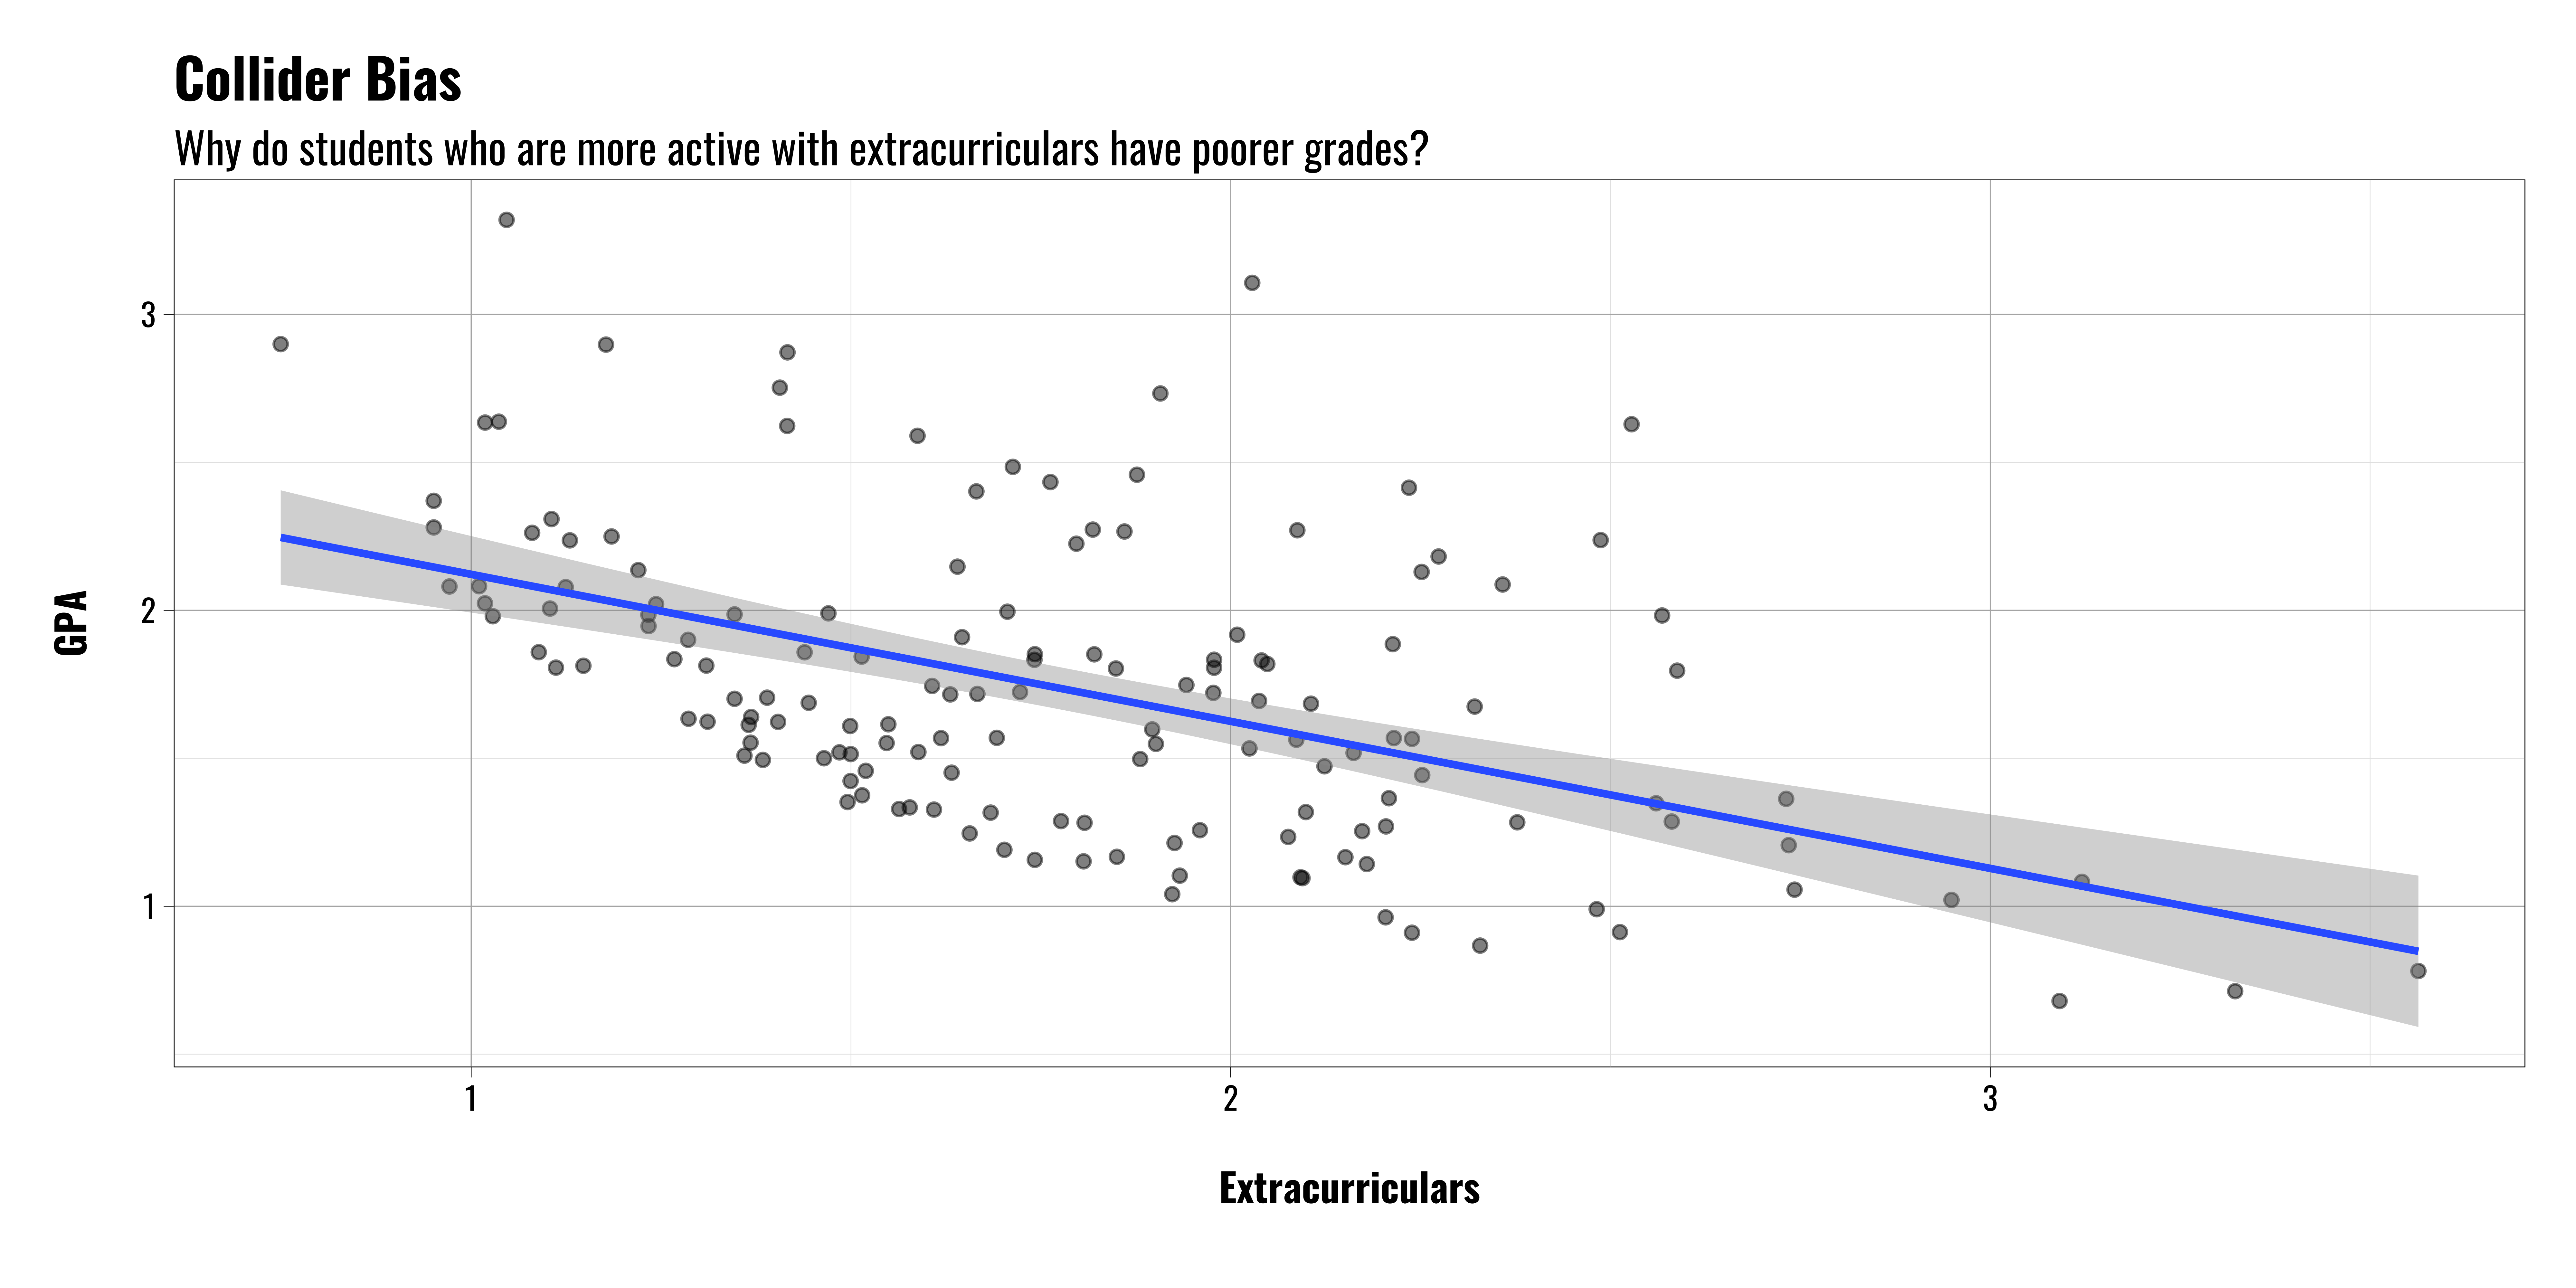 Collider Bias
Why do students who are more active with extracurriculars have poorer grades?
3
2
1
GPA
1
2
3
Extracurriculars